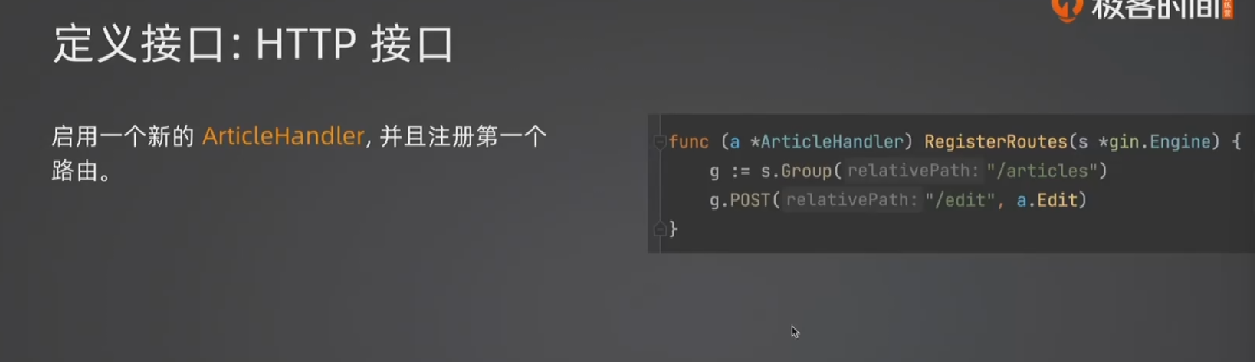 极客时间
定义接口: HTTP 接口
启用一个新的 ArticleHandler, 并且注册第一个
路由。
func (a *ArticleHandler) RegisterRoutes(s *gin.Engine) {
g := s.Group( relativePath: "/articles")
g.POST( relativePath: "/edit", a.Edit)
}